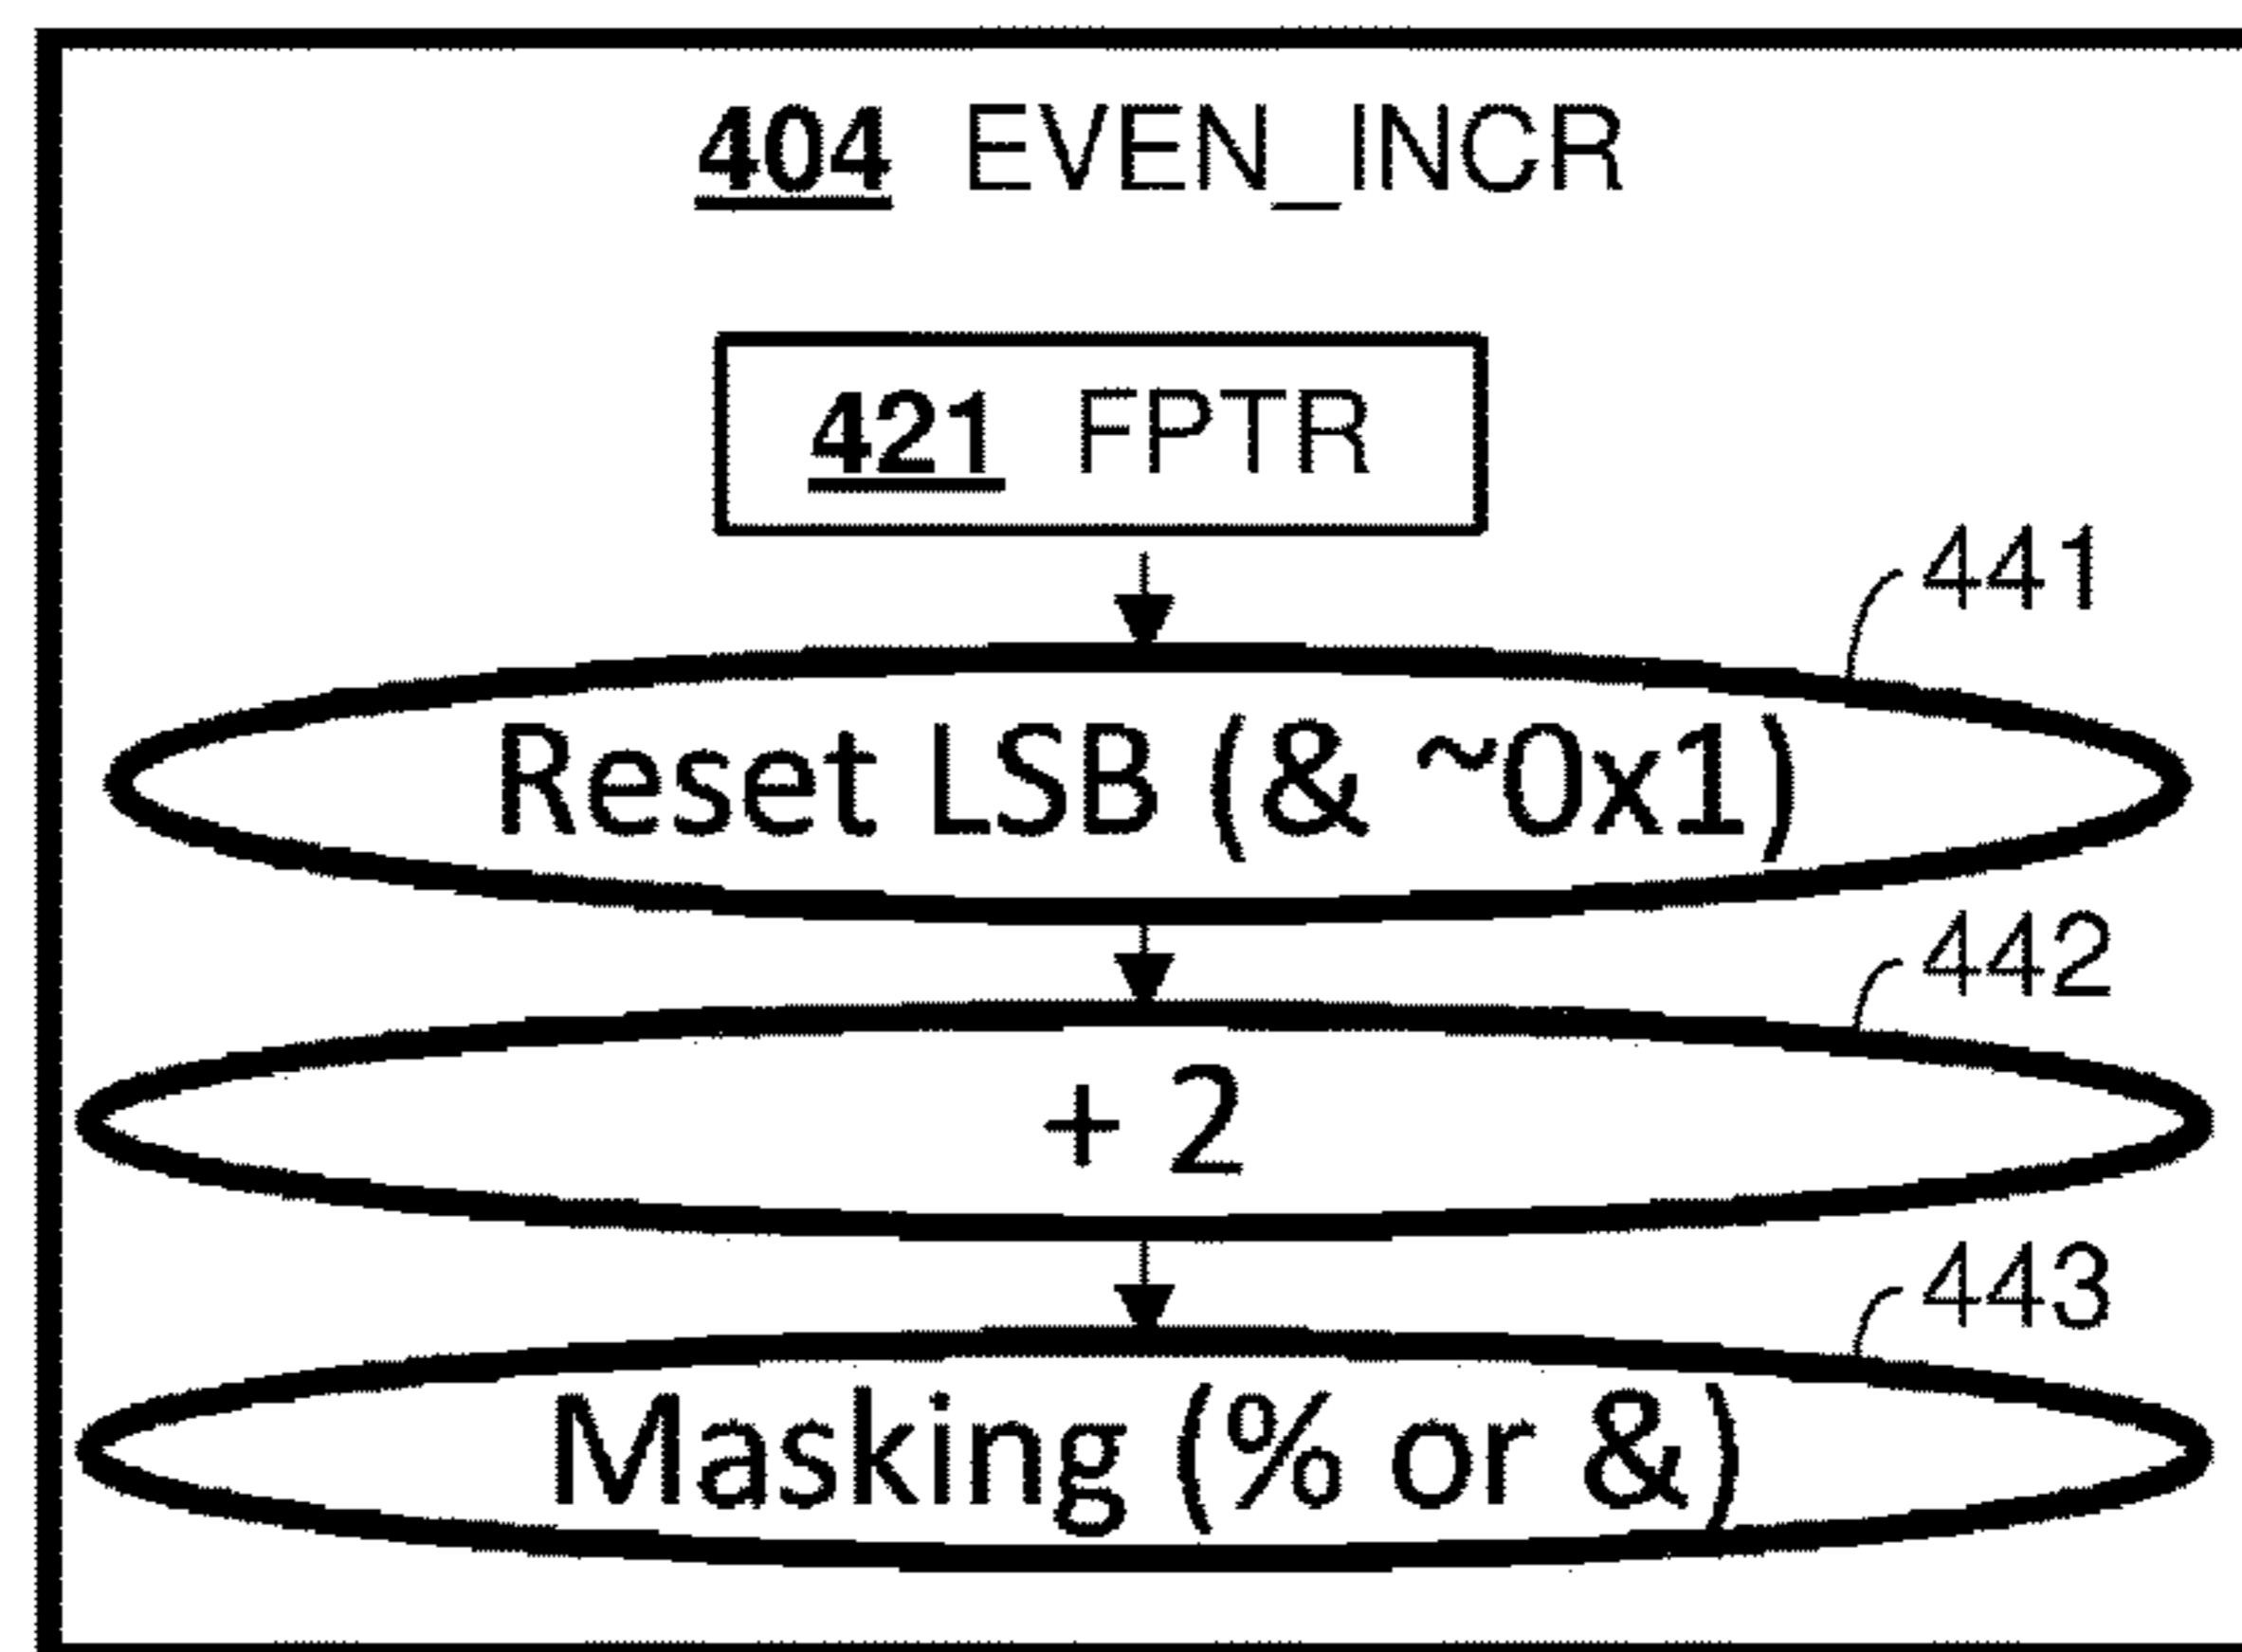 404 EVEN_INCR
421 FPTR
441
Reset LSB (& ~0x1)
442
+ 2
443
Masking (% or &)